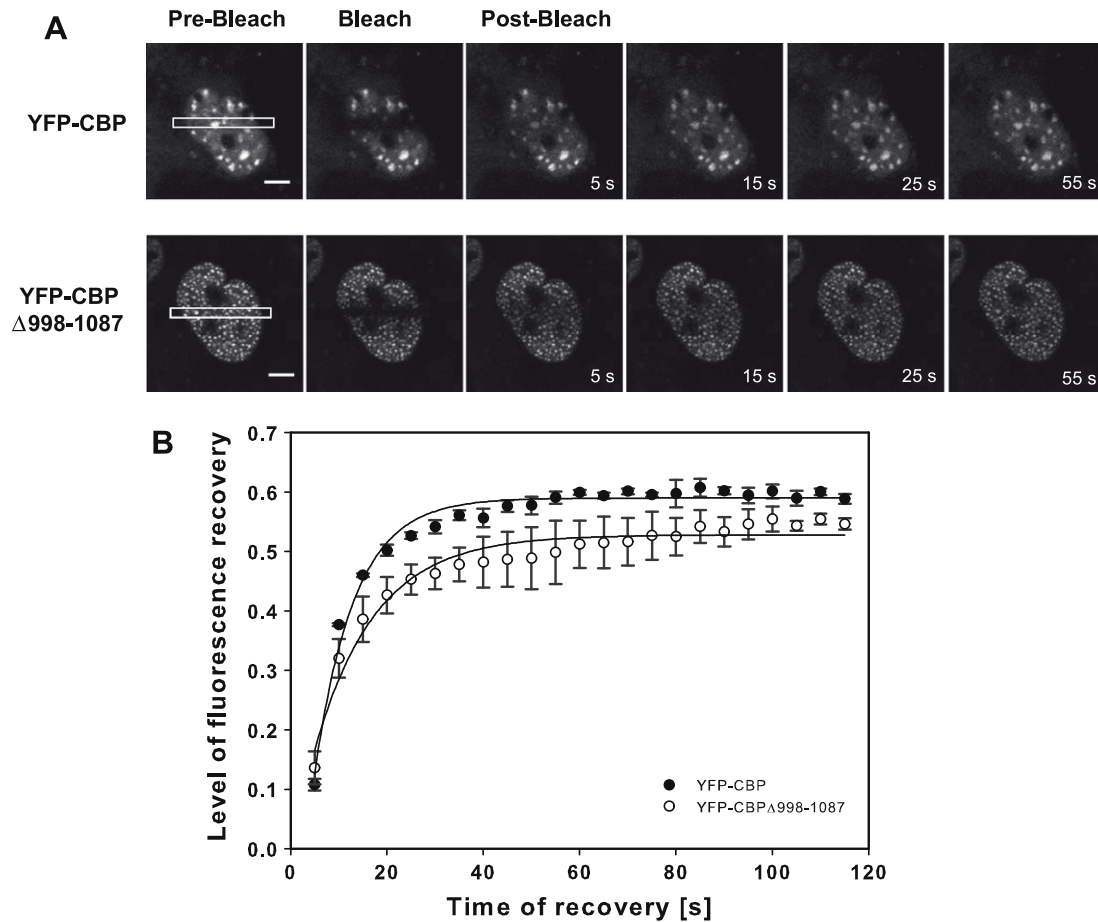 A
Pre-Bleach Bleach Post-Bleach
YFP-CBP
5 s 15 s 25 s 55 s
YFP-CBP
Δ998-1087
5 s 15 s 25 s 55 s
B
Level of fluorescence recovery
0.7
0.6
0.5
0.4
0.3
0.2
0.1
0.0
YFP-CBP
YFP-CBPΔ998-1087
0 20 40 60 80 100 120
Time of recovery [s]